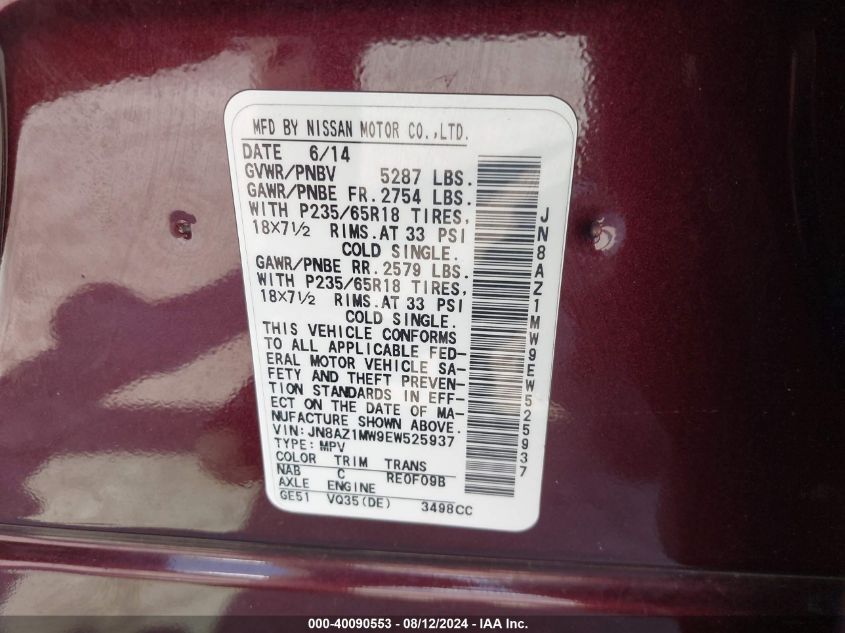 MFD BY NISSAN MOTOR CO.,LTD.
DATE 6/14
GVWR/PNBV 5287 LBS.
GAWR/PNBE FR. 2754 LBS.
WITH P235/65R18 TIRES,
18X7½ RIMS. AT 33 PSI
COLD SINGLE.
GAWR/PNBE RR. 2579 LBS.
WITH P235/65R18 TIRES,
18X7½ RIMS. AT 33 PSI
COLD SINGLE.
THIS VEHICLE CONFORMS
TO ALL APPLICABLE FED-
ERAL MOTOR VEHICLE SA-
FETY AND THEFT PREVEN-
TION STANDARDS IN EFF-
ECT ON THE DATE OF MA-
NUFACTURE SHOWN ABOVE.
VIN: JN8AZ1MW9EW525937
TYPE: MPV
COLOR TRIM TRANS
NAB C RE0F09B
AXLE ENGINE
GE51 VQ35(DE) 3498CC
JN8AZ1MW9EW525937
000-40090553 - 08/12/2024 - IAA Inc.